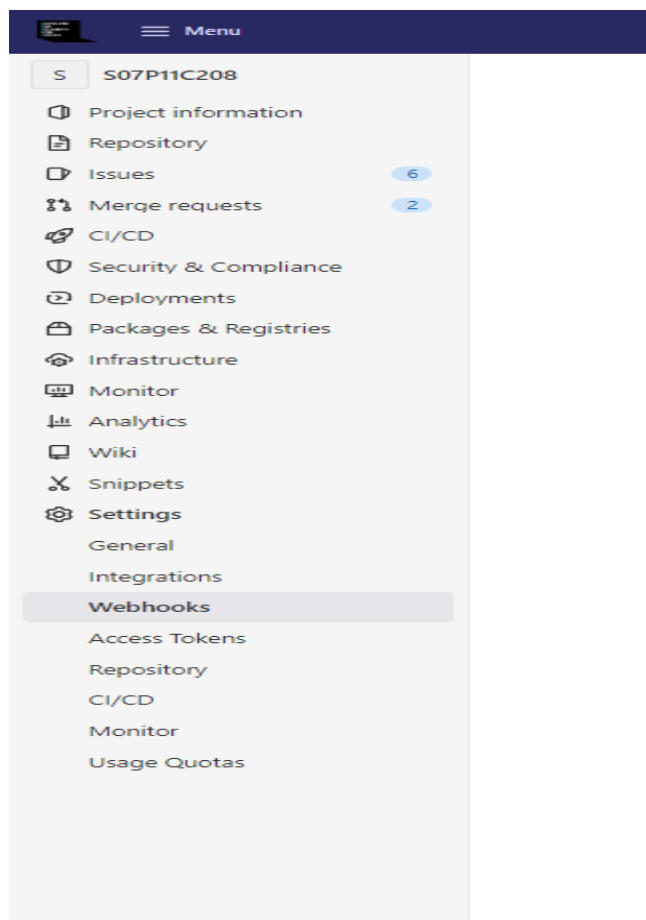 Menu
S S07P11C208
Project information
Repository
Issues 6
Merge requests 2
CI/CD
Security & Compliance
Deployments
Packages & Registries
Infrastructure
Monitor
Analytics
Wiki
Snippets
Settings
General
Integrations
Webhooks
Access Tokens
Repository
CI/CD
Monitor
Usage Quotas